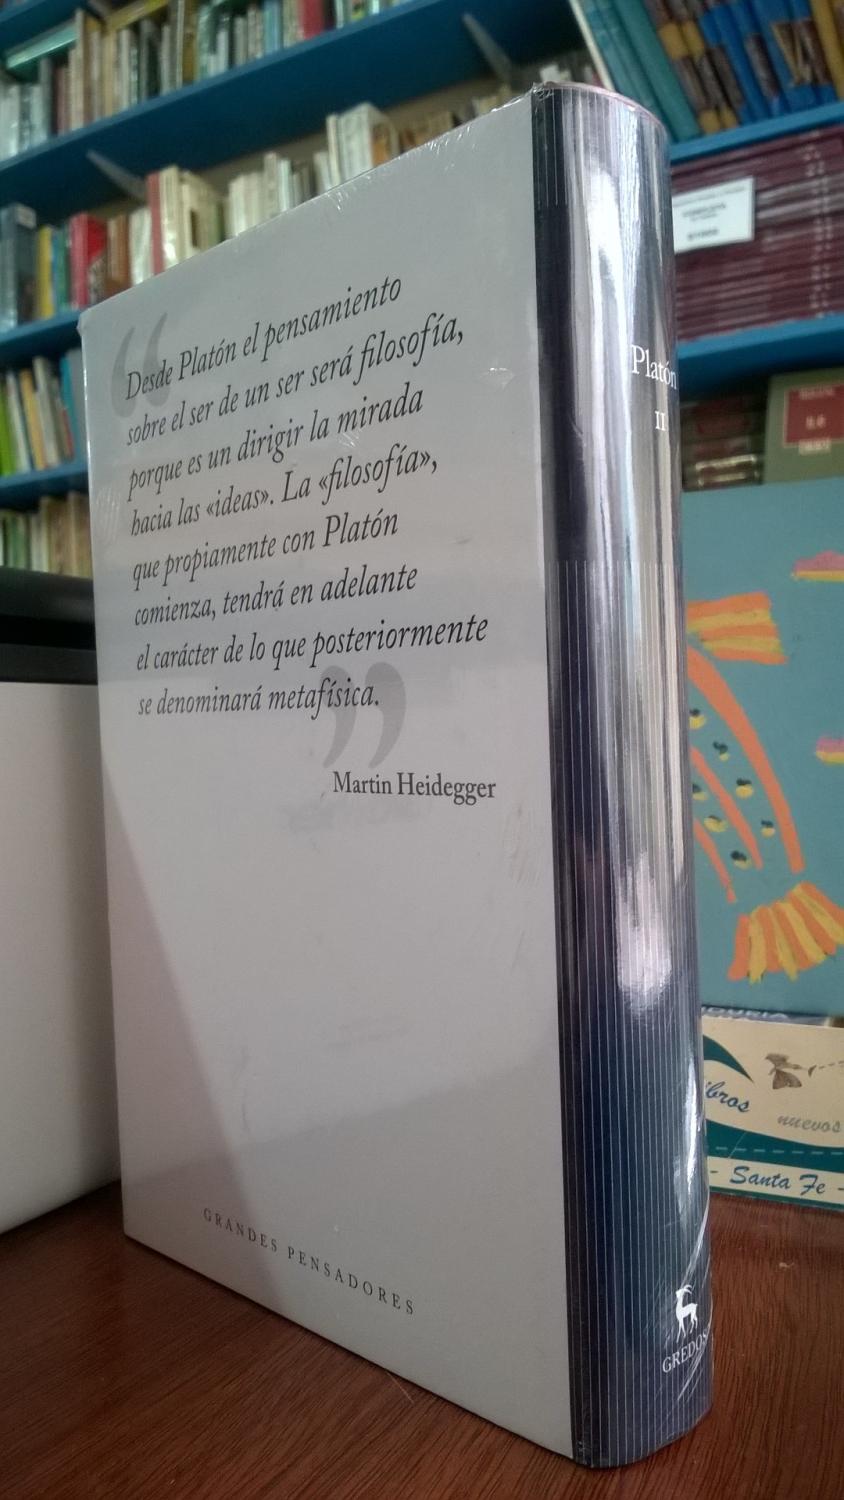 Desde Platón el pensamiento
sobre el ser de un ser será filosofía,
porque es un dirigir la mirada
hacia las «ideas». La «filosofía»,
que propiamente con Platón
comienza, tendrá en adelante
el carácter de lo que posteriormente
se denominará metafísica.
Martin Heidegger
GRANDES PENSADORES
Platón
II
GREDOS
nuevos
- Santa Fe -